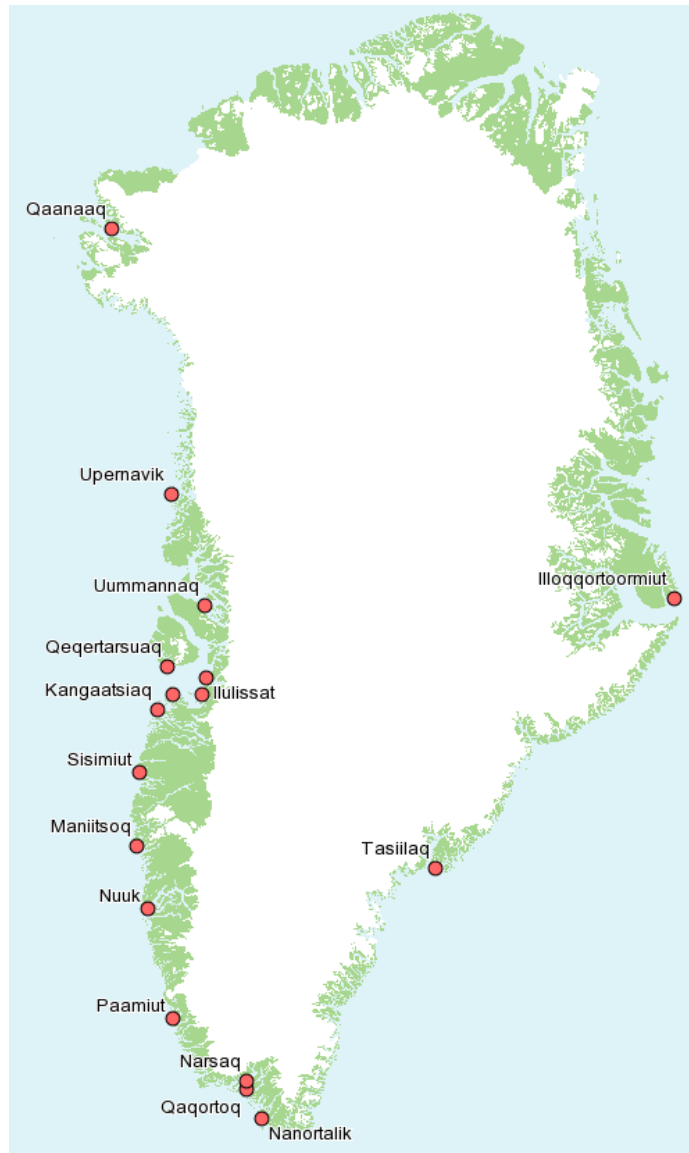 Qaanaaq
Upernavik
Uummannaq
Illoqqortoormiut
Qeqertarsuaq
Kangaatsiaq
Ilulissat
Sisimiut
Maniitsoq
Tasiilaq
Nuuk
Paamiut
Narsaq
Qaqortoq
Nanortalik